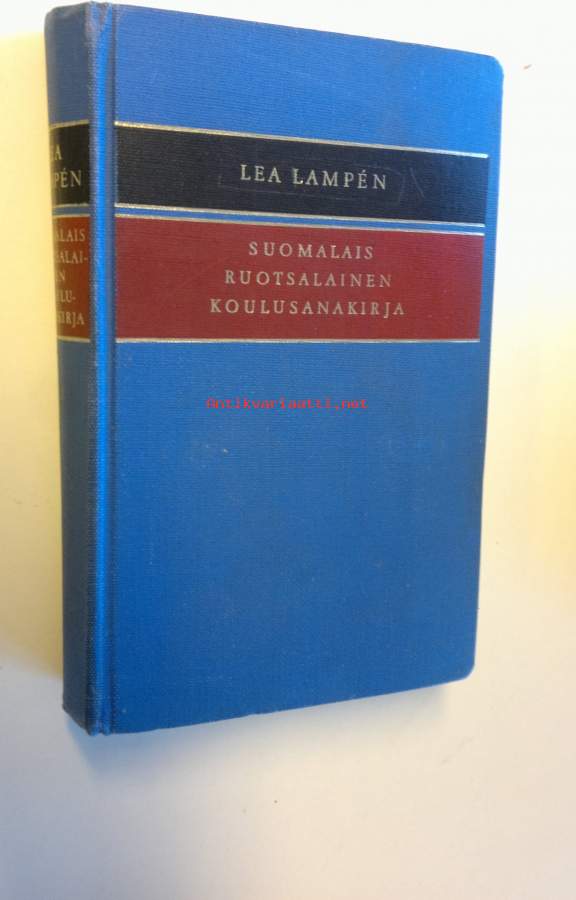 LEA LAMPÉN
SUOMALAIS
RUOTSALAINEN
KOULUSANAKIRJA
Antikvariaatti.net